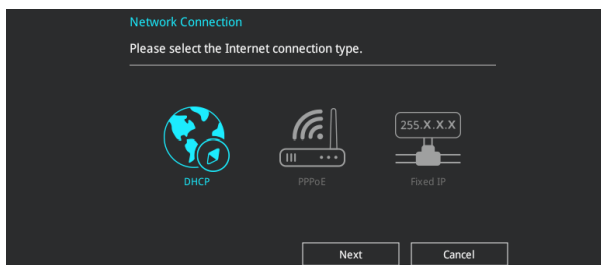 Network Connection
Please select the Internet connection type.
255.X.X.X
DHCP
PPPoE
Fixed IP
Next
Cancel